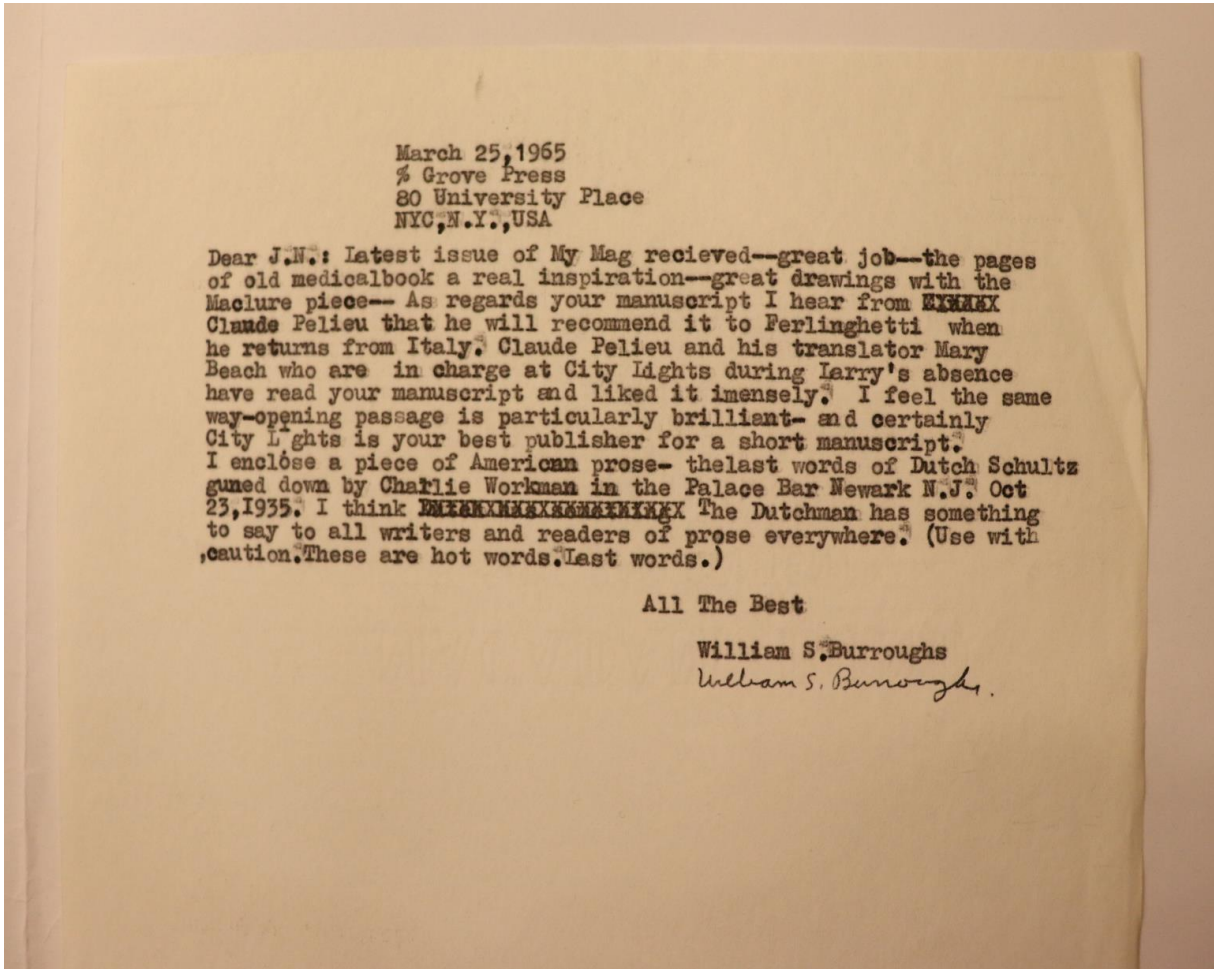 March 25,1965
% Grove Press
80 University Place
NYC,N.Y.,USA
Dear J.N.: Latest issue of My Mag recieved--great job--the pages
of old medicalbook a real inspiration--great drawings with the
Maclure piece-- As regards your manuscript I hear from
Claude Pelieu that he will recommend it to Ferlinghetti when
he returns from Italy. Claude Pelieu and his translator Mary
Beach who are in charge at City Lights during Larry's absence
have read your manuscript and liked it imensely. I feel the same
way-opening passage is particularly brilliant- and certainly
City Lights is your best publisher for a short manuscript.
I enclose a piece of American prose- thelast words of Dutch Schultz
guned down by Charlie Workman in the Palace Bar Newark N.J. Oct
23,1935. I think The Dutchman has something
to say to all writers and readers of prose everywhere. (Use with
,caution.These are hot words.Last words.)
All The Best
William S.Burroughs
William S. Burroughs.